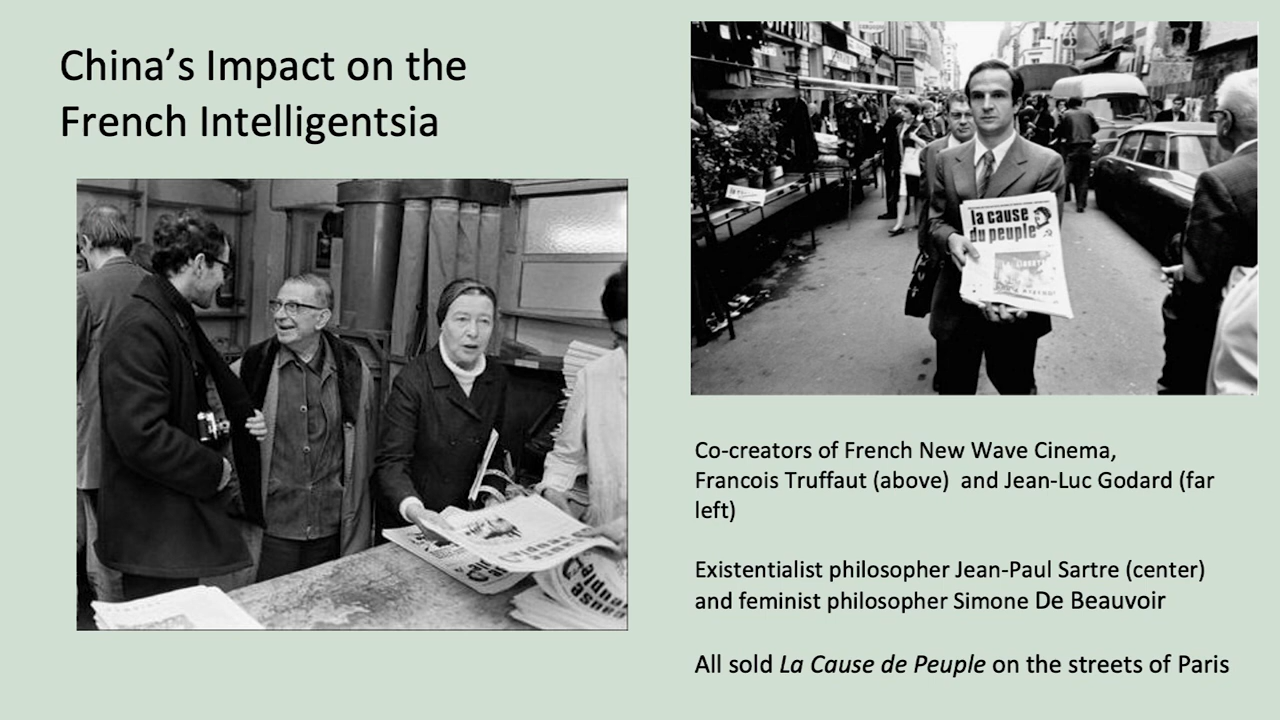 China’s Impact on the
French Intelligentsia
la cause
du peuple
Co-creators of French New Wave Cinema,
Francois Truffaut (above)  and Jean-Luc Godard (far
left)
Existentialist philosopher Jean-Paul Sartre (center)
and feminist philosopher Simone De Beauvoir
All sold La Cause de Peuple on the streets of Paris